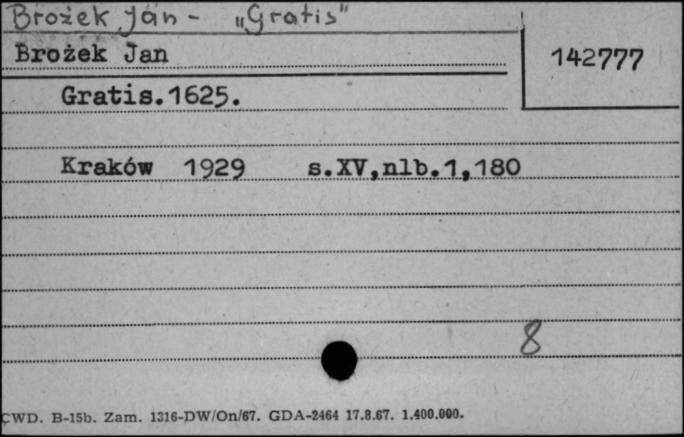 Brożek Jan - „Gratis"
Brożek Jan
142777
Gratis.1625.
Kraków 1929 s.XV,nlb.1,180
8
CWD. B-15b. Zam. 1316-DW/On/67. GDA-2464 17.8.67. 1.400.000.